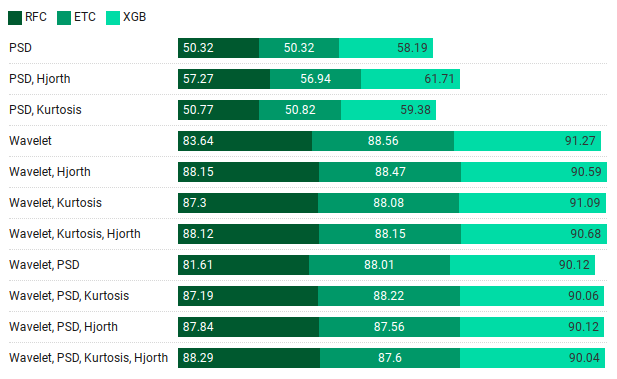 RFC ETC XGB
PSD 50.32 50.32 58.19
PSD, Hjorth 57.27 56.94 61.71
PSD, Kurtosis 50.77 50.82 59.38
Wavelet 83.64 88.56 91.27
Wavelet, Hjorth 88.15 88.47 90.59
Wavelet, Kurtosis 87.3 88.08 91.09
Wavelet, Kurtosis, Hjorth 88.12 88.15 90.68
Wavelet, PSD 81.61 88.01 90.12
Wavelet, PSD, Kurtosis 87.19 88.22 90.06
Wavelet, PSD, Hjorth 87.84 87.56 90.12
Wavelet, PSD, Kurtosis, Hjorth 88.29 87.6 90.04